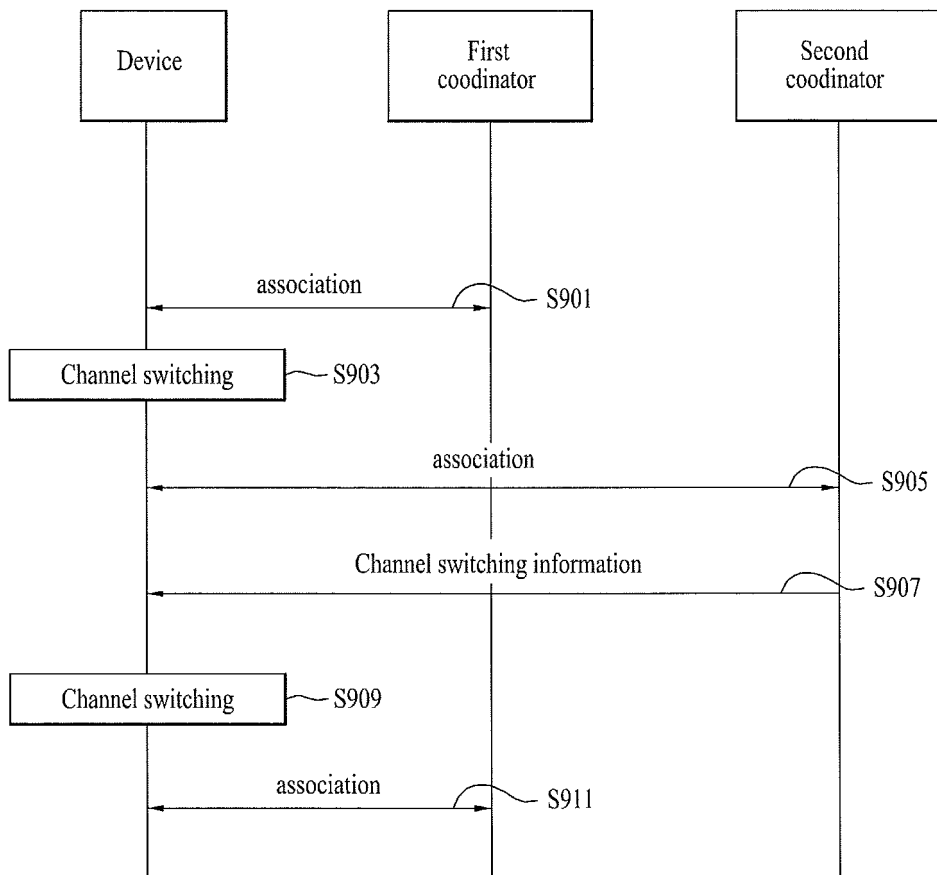 Device
First
coodinator
Second
coodinator
association
S901
Channel switching
S903
association
S905
Channel switching information
S907
Channel switching
S909
association
S911